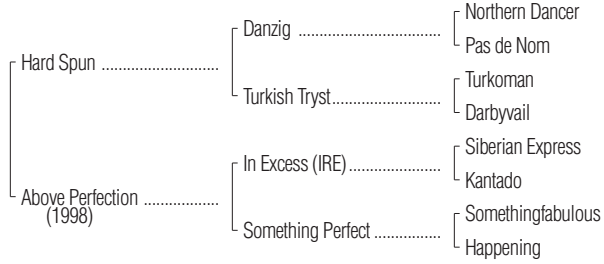 Northern Dancer
Danzig ........................................
Pas de Nom
Hard Spun .................................
Turkoman
Turkish Tryst..............................
Darbyvail
Siberian Express
In Excess (IRE)..........................
Kantado
Above Perfection .....................
(1998)
Somethingfabulous
Something Perfect ...................
Happening